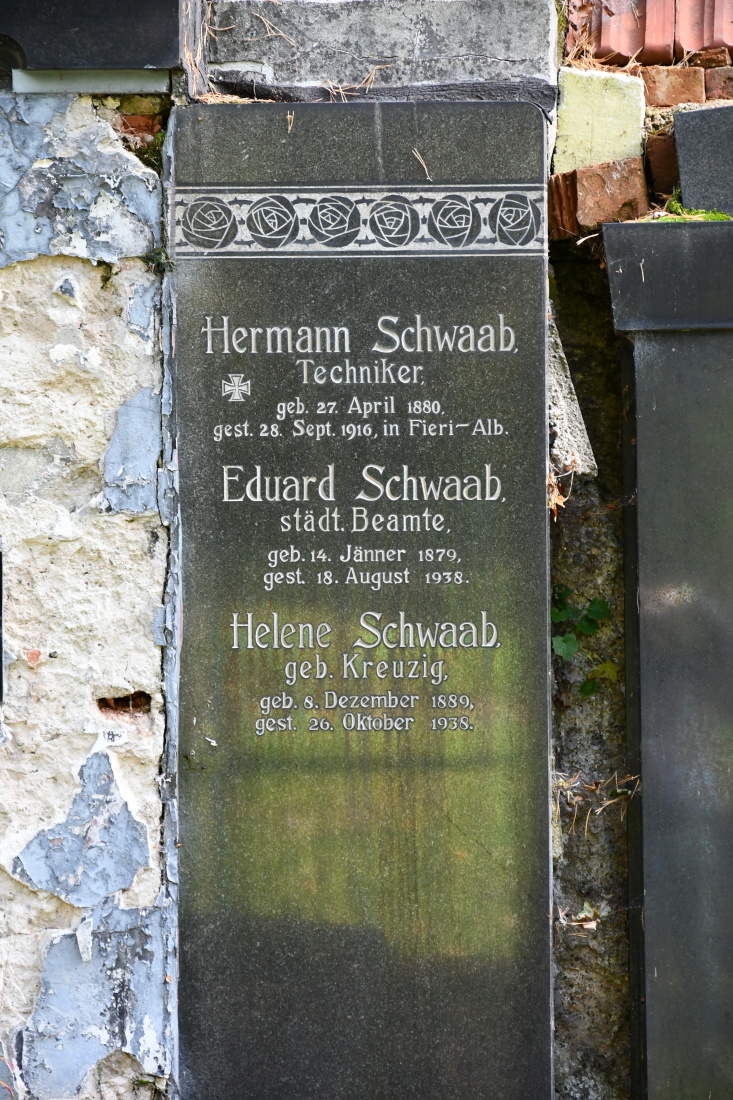 Hermann Schwaab,
Techniker,
geb. 27. April 1880,
gest. 28. Sept. 1916, in Fieri-Alb.
Eduard Schwaab,
städt. Beamte,
geb. 14. Jänner 1879,
gest. 18. August 1938.
Helene Schwaab,
geb. Kreuzig,
geb. 8. Dezember 1889,
gest. 26. Oktober 1938.